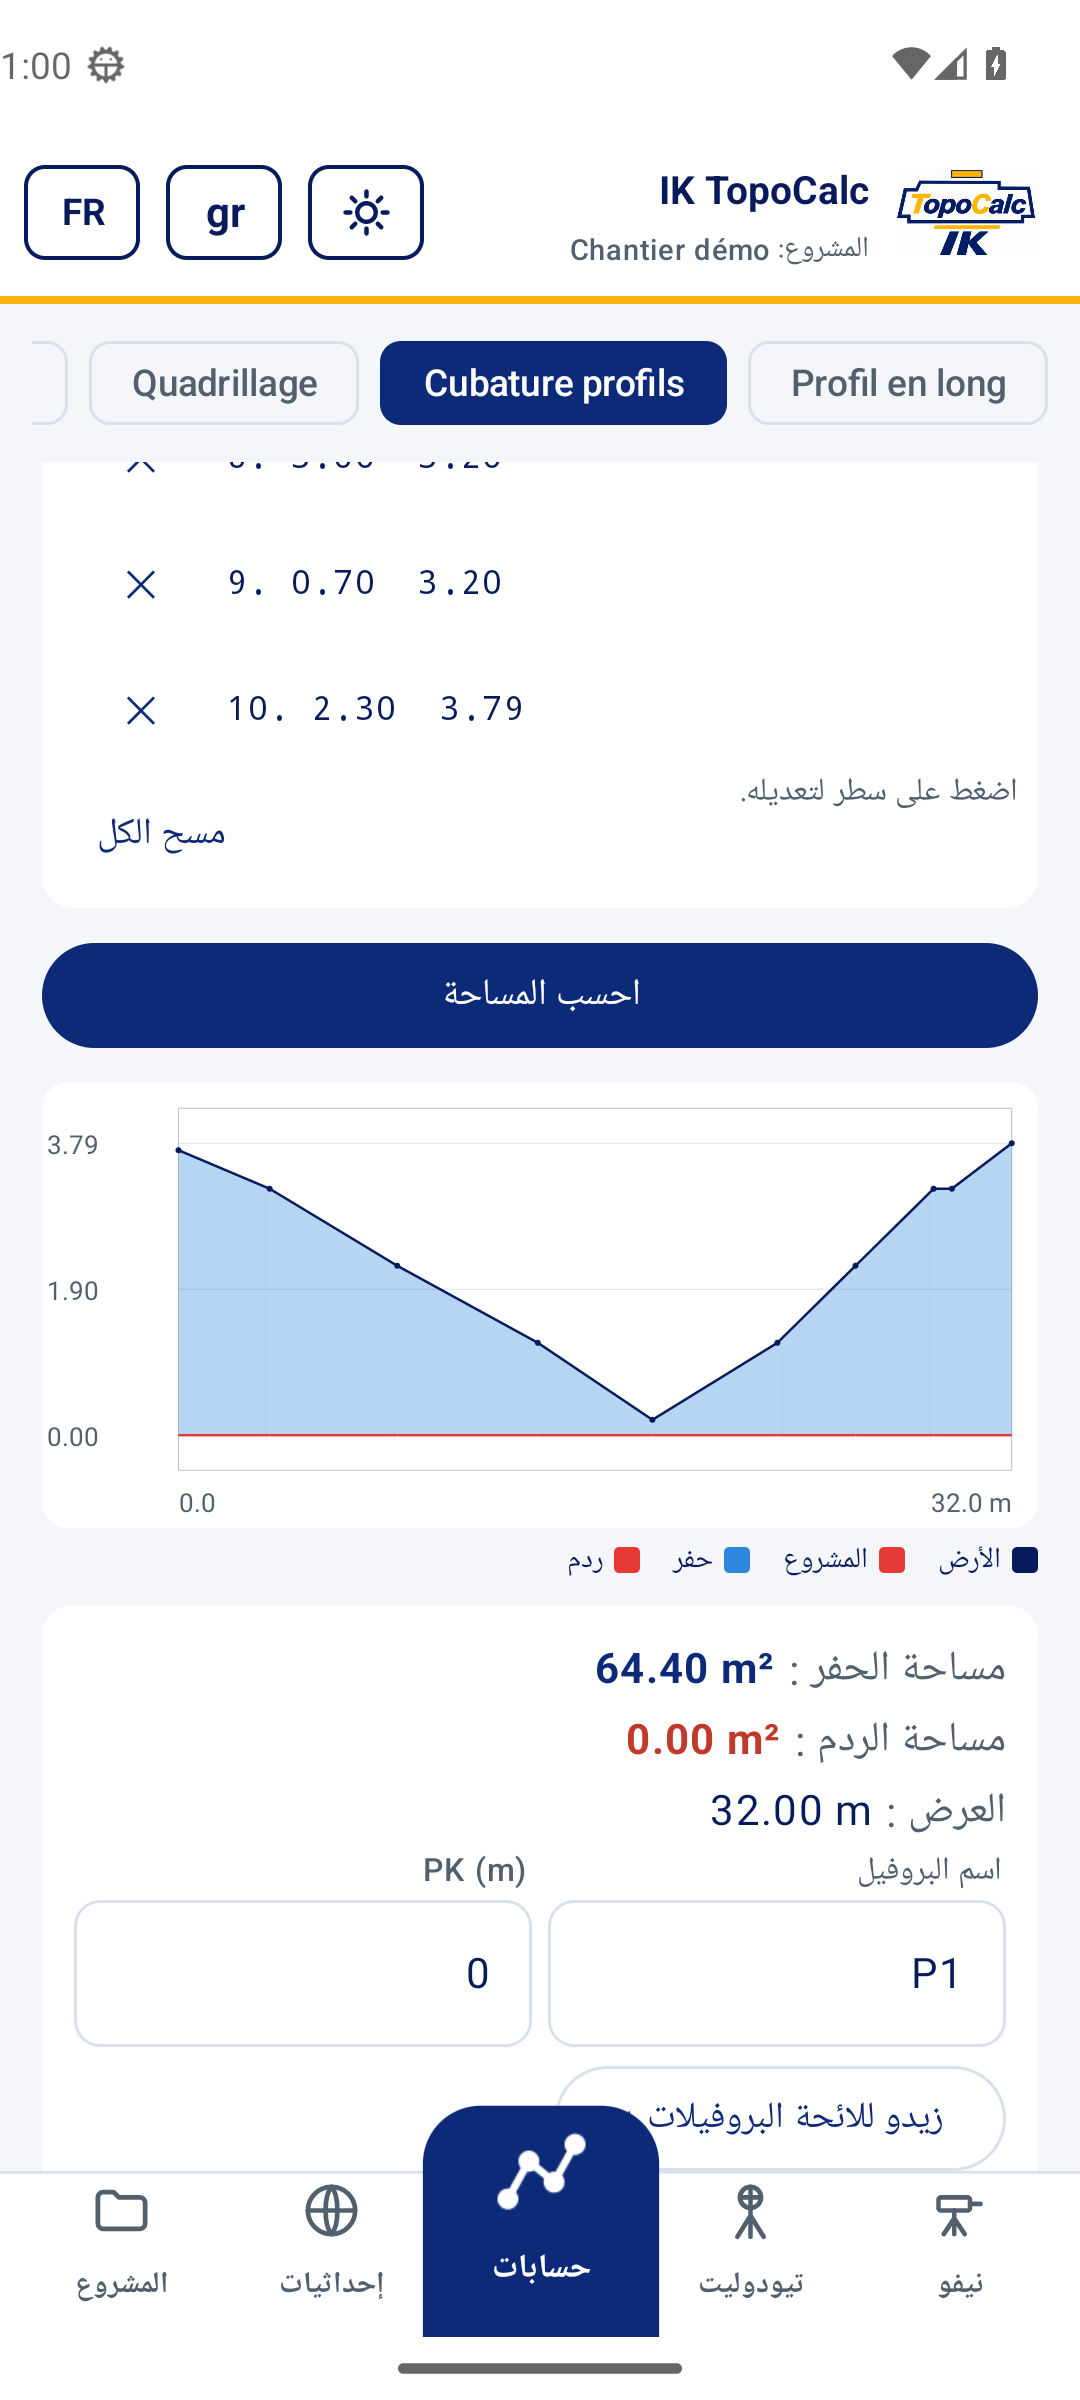 1:00
FR
gr
IK TopoCalc
المشروع: Chantier démo
TopoCalc
IK
Quadrillage
Cubature profils
Profil en long
9. 0.70 3.20
10. 2.30 3.79
اضغط على سطر لتعديله.
مسح الكل
احسب المساحة
3.79
1.90
0.00
0.0
32.0 m
الأرض
المشروع
حفر
ردم
مساحة الحفر : 64.40 m²
مساحة الردم : 0.00 m²
العرض : 32.00 m
اسم البروفيل
PK (m)
P1
0
زيدو للائحة البروفيلات
نيفو
تيودوليت
حسابات
إحداثيات
المشروع